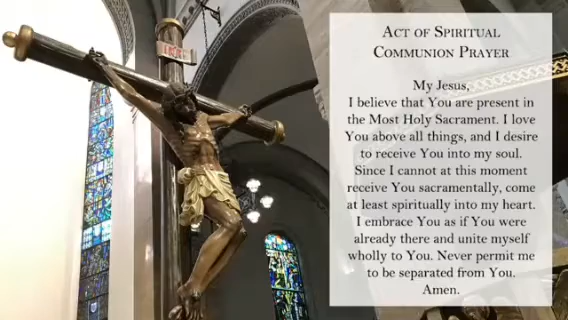 ACT OF SPIRITUAL
COMMUNION PRAYER
My Jesus,
I believe that You are present in
the Most Holy Sacrament. I love
You above all things, and I desire
to receive You into my soul.
Since I cannot at this moment
receive You sacramentally, come
at least spiritually into my heart.
I embrace You as if You were
already there and unite myself
wholly to You. Never permit me
to be separated from You.
Amen.